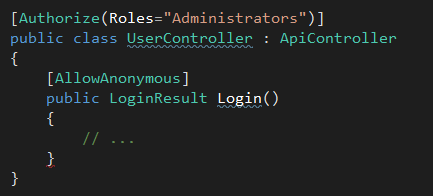 [Authorize(Roles="Administrators")]
public class UserController : ApiController
{
    [AllowAnonymous]
    public LoginResult Login()
    {
        // ...
    }
}